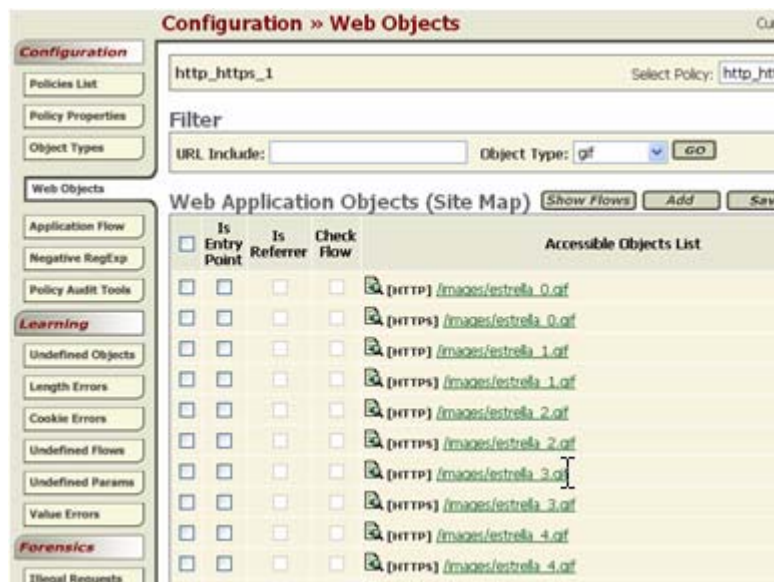 Configuration » Web Objects
Cu
Configuration
Policies List
Policy Properties
Object Types
Web Objects
Application Flow
Negative RegExp
Policy Audit Tools
Learning
Undefined Objects
Length Errors
Cookie Errors
Undefined Flows
Undefined Params
Value Errors
Forensics
Illegal Requests
http_https_1
Select Policy: http_htt
Filter
URL Include:
Object Type: gif
GO
Web Application Objects (Site Map)
Show Flows
Add
Sav
Is Entry Point
Is Referrer
Check Flow
Accessible Objects List
[HTTP] /images/estrella_0.gif
[HTTPS] /images/estrella_0.gif
[HTTP] /images/estrella_1.gif
[HTTPS] /images/estrella_1.gif
[HTTP] /images/estrella_2.gif
[HTTPS] /images/estrella_2.gif
[HTTP] /images/estrella_3.gif
[HTTPS] /images/estrella_3.gif
[HTTP] /images/estrella_4.gif
[HTTPS] /images/estrella_4.gif